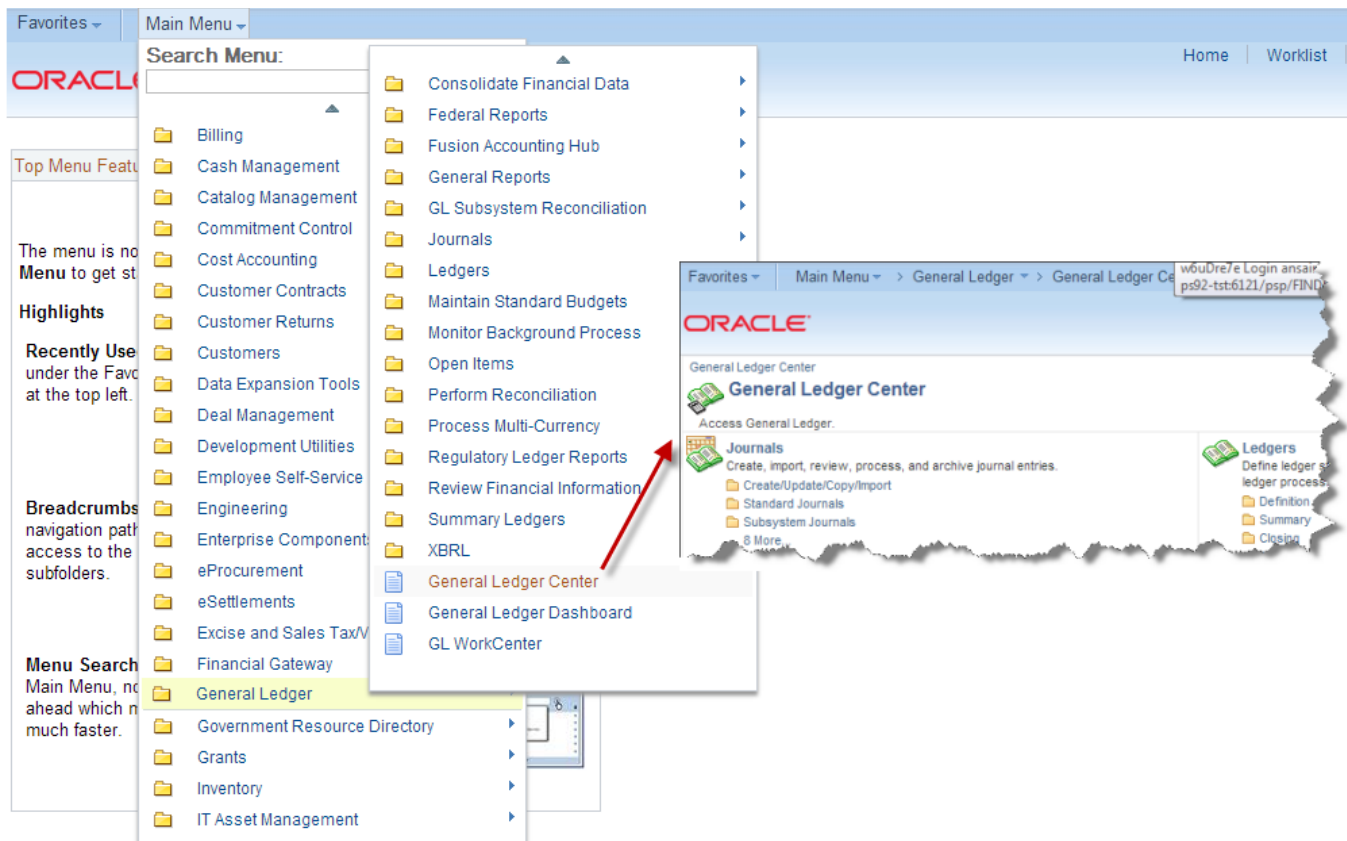 Favorites
Main Menu
Home
Worklist
ORACLE
Search Menu:
Top Menu Featu
The menu is no
Menu to get st
Highlights
Recently Use
under the Favo
at the top left.
Breadcrumbs
navigation path
access to the
subfolders.
Menu Search
Main Menu, no
ahead which m
much faster.
Billing
Cash Management
Catalog Management
Commitment Control
Cost Accounting
Customer Contracts
Customer Returns
Customers
Data Expansion Tools
Deal Management
Development Utilities
Employee Self-Service
Engineering
Enterprise Components
eProcurement
eSettlements
Excise and Sales Tax/V
Financial Gateway
General Ledger
Government Resource Directory
Grants
Inventory
IT Asset Management
Consolidate Financial Data
Federal Reports
Fusion Accounting Hub
General Reports
GL Subsystem Reconciliation
Journals
Ledgers
Maintain Standard Budgets
Monitor Background Process
Open Items
Perform Reconciliation
Process Multi-Currency
Regulatory Ledger Reports
Review Financial Information
Summary Ledgers
XBRL
General Ledger Center
General Ledger Dashboard
GL WorkCenter
Favorites Main Menu > General Ledger > General Ledger Ce
w6uDre7e Login ansair
ps92-tst:6121/psp/FIND
ORACLE
General Ledger Center
General Ledger Center
Access General Ledger.
Journals
Create, import, review, process, and archive journal entries.
Create/Update/Copy/Import
Standard Journals
Subsystem Journals
8 More...
Ledgers
Define ledger s
ledger process
Definition
Summary
Closing